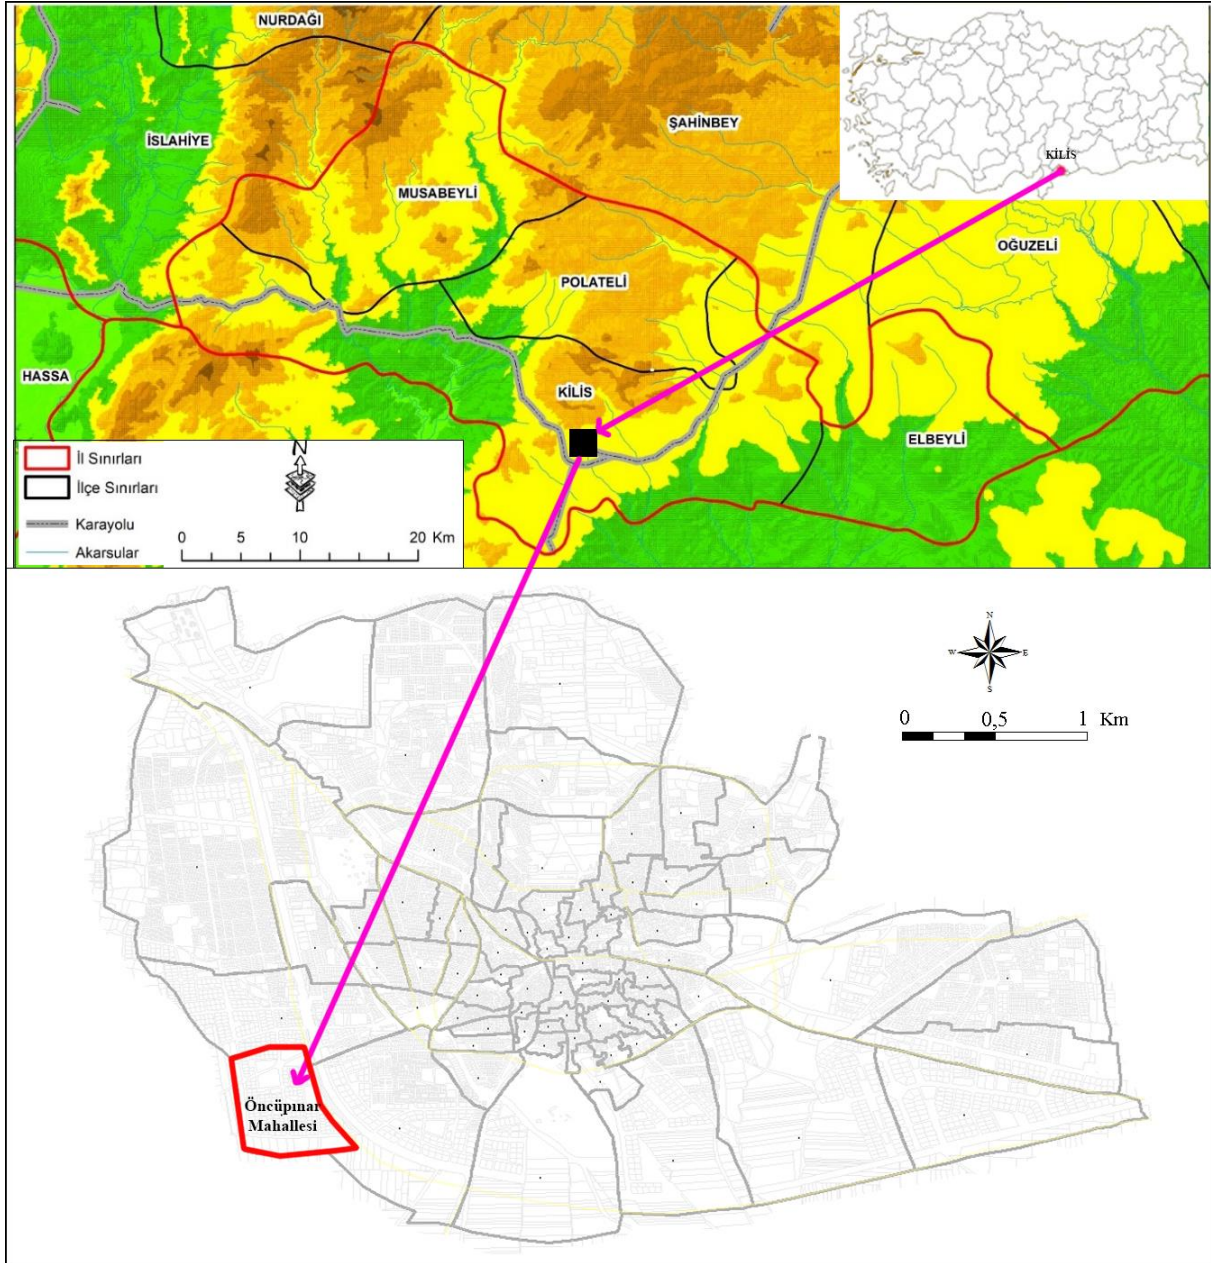 NURDAĞI
İSLAHİYE
ŞAHİNBEY
KİLİS
MUSABEYLİ
OĞUZELİ
POLATELİ
HASSA
KİLİS
ELBEYLİ
İl Sınırları
İlçe Sınırları
Karayolu
Akarsular
N
0 5 10 20 Km
N
W E
S
0 0,5 1 Km
Öncüpınar
Mahallesi